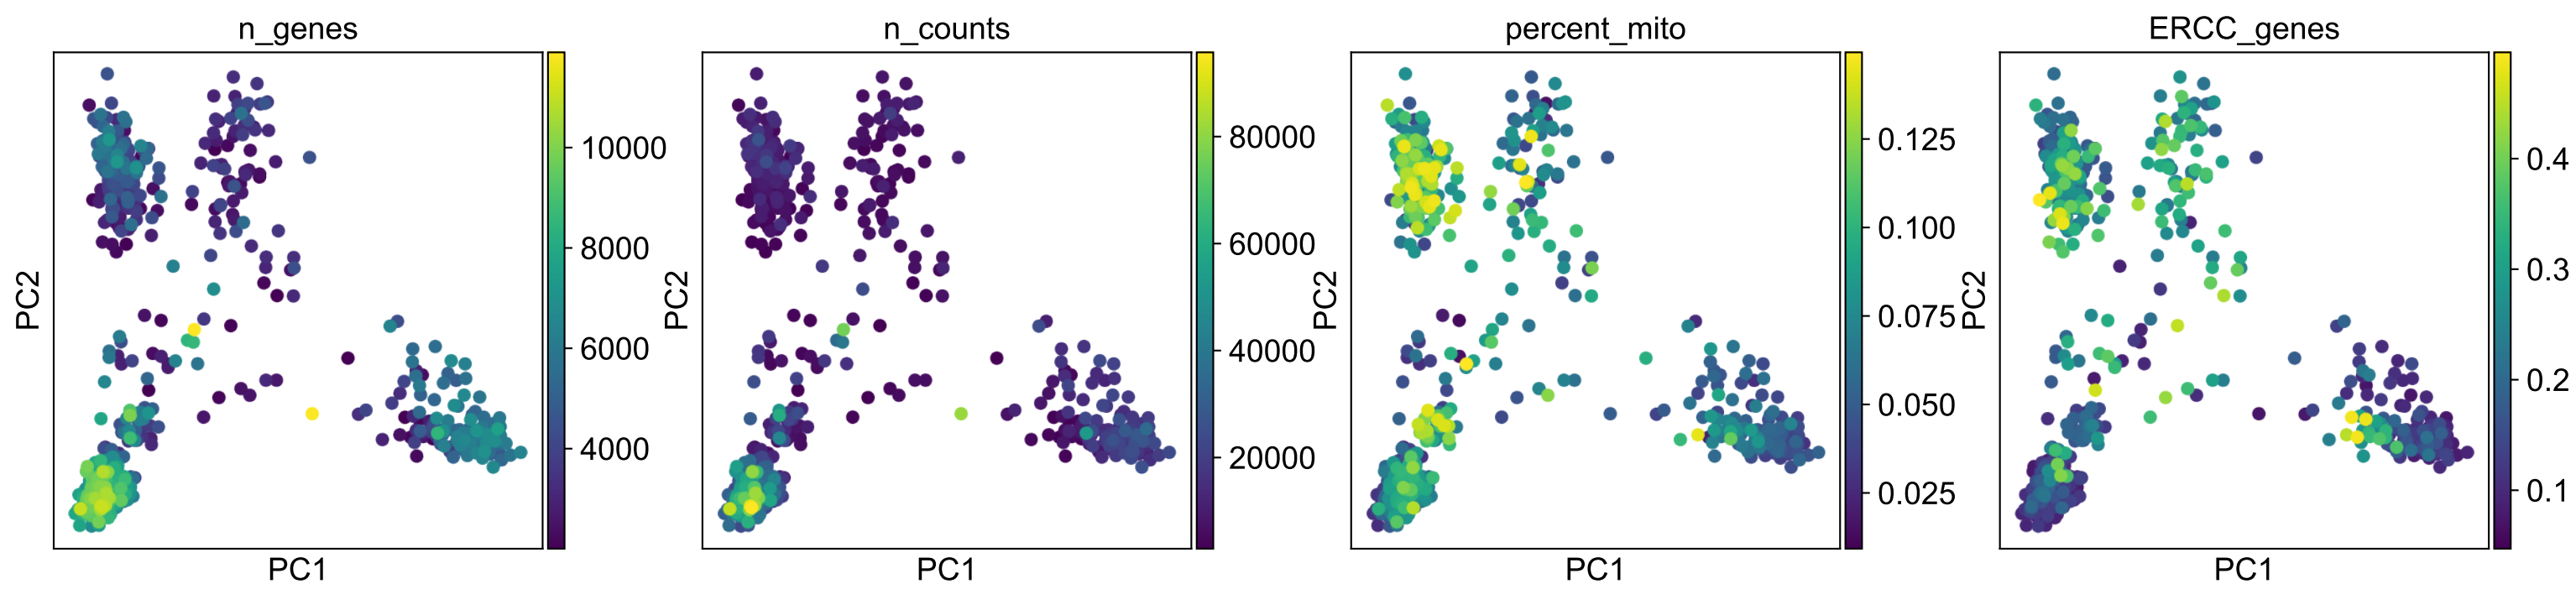 n_genes
PC2
PC1
10000
8000
6000
4000
n_counts
PC2
PC1
80000
60000
40000
20000
percent_mito
PC2
PC1
0.125
0.100
0.075
0.050
0.025
ERCC_genes
PC2
PC1
0.4
0.3
0.2
0.1